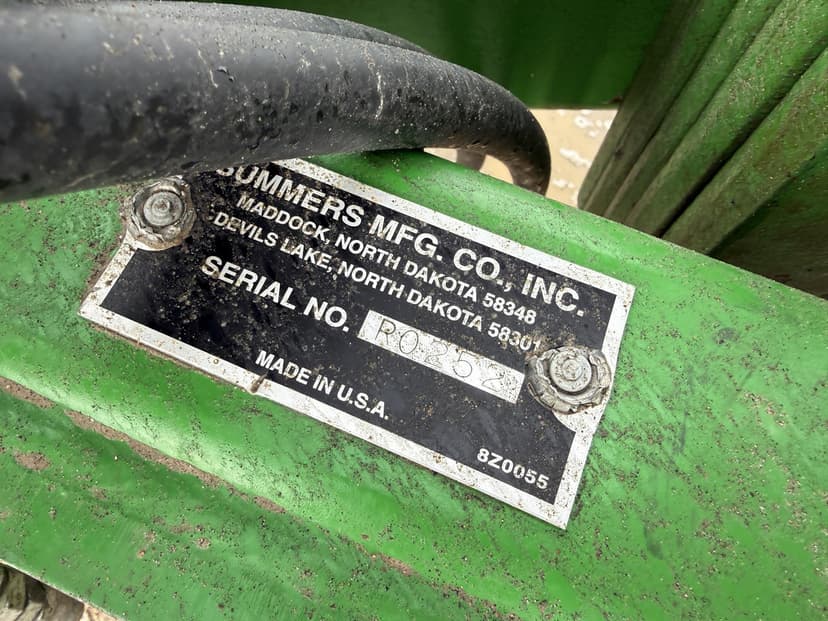 SUMMERS MFG. CO., INC.
MADDOCK, NORTH DAKOTA 58348
DEVILS LAKE, NORTH DAKOTA 58301
SERIAL NO. R0252
MADE IN U.S.A.
8Z0055